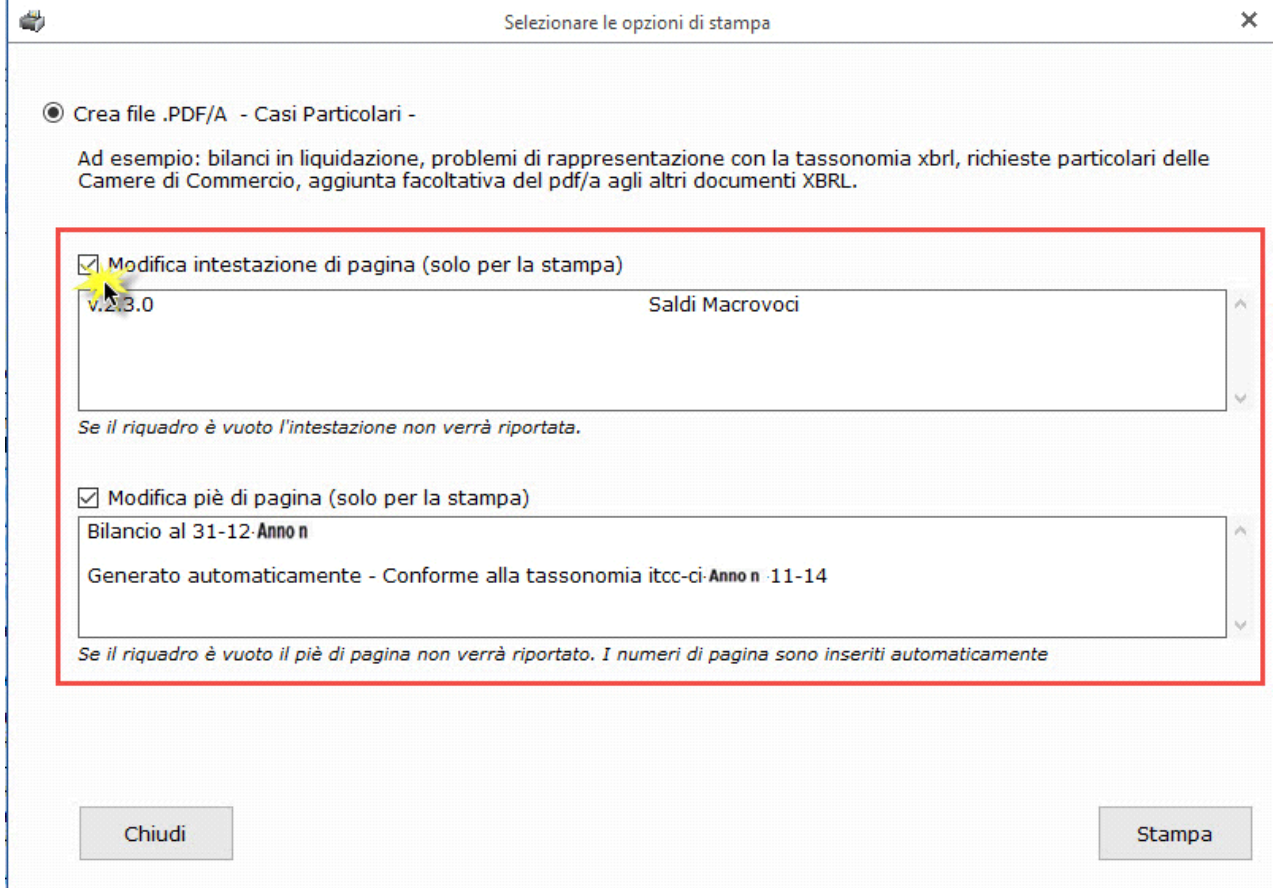 Selezionare le opzioni di stampa
Crea file .PDF/A - Casi Particolari -
Ad esempio: bilanci in liquidazione, problemi di rappresentazione con la tassonomia xbrl, richieste particolari delle
Camere di Commercio, aggiunta facoltativa del pdf/a agli altri documenti XBRL.
Modifica intestazione di pagina (solo per la stampa)
v.2.3.0 Saldi Macrovoci
Se il riquadro è vuoto l'intestazione non verrà riportata.
Modifica piè di pagina (solo per la stampa)
Bilancio al 31-12-Anno n
Generato automaticamente - Conforme alla tassonomia itcc-ci-Anno n -11-14
Se il riquadro è vuoto il piè di pagina non verrà riportato. I numeri di pagina sono inseriti automaticamente
Chiudi
Stampa